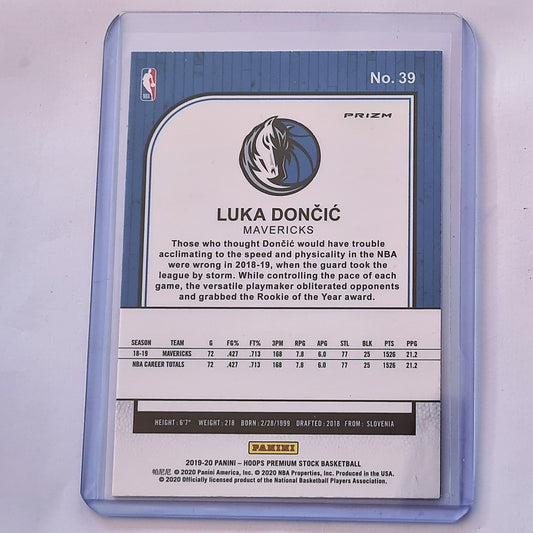 No. 39
PRIZM
LUKA DONČIĆ
MAVERICKS
Those who thought Dončić would have trouble
acclimating to the speed and physicality in the NBA
were wrong in 2018-19, when the guard took the
league by storm. While controlling the pace of each
game, the versatile playmaker obliterated opponents
and grabbed the Rookie of the Year award.
SEASON TEAM G FG% FT% 3PM RPG APG STL BLK PTS PPG
18-19 MAVERICKS 72 .427 .713 168 7.8 6.0 77 25 1526 21.2
NBA CAREER TOTALS 72 .427 .713 168 7.8 6.0 77 25 1526 21.2
HEIGHT: 6'7" WEIGHT: 218 BORN: 2/28/1999 DRAFTED: 2018 FROM: SLOVENIA
PANINI
2019-20 PANINI – HOOPS PREMIUM STOCK BASKETBALL
帕尼尼 © 2020 Panini America, Inc. © 2020 NBA Properties, Inc. Produced in the USA.
© 2020 Officially licensed product of the National Basketball Players Association.